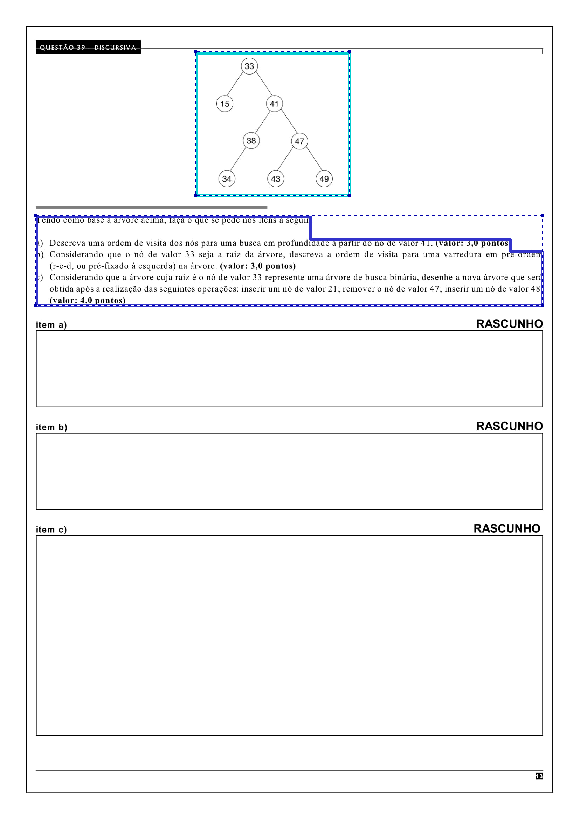 QUESTÃO 39 – DISCURSIVA
33
15
41
38
47
34
43
49
Tendo como base a árvore acima, faça o que se pede nos itens a seguir.
a) Descreva uma ordem de visita dos nós para uma busca em profundidade a partir do nó de valor 41. (valor: 3,0 pontos)
b) Considerando que o nó de valor 33 seja a raiz da árvore, descreva a ordem de visita para uma varredura em pré-ordem
(r-e-d, ou pré-fixado à esquerda) na árvore. (valor: 3,0 pontos)
c) Considerando que a árvore cuja raiz é o nó de valor 33 represente uma árvore de busca binária, desenhe a nova árvore que será
obtida após a realização das seguintes operações: inserir um nó de valor 21; remover o nó de valor 47; inserir um nó de valor 48.
(valor: 4,0 pontos)
item a) RASCUNHO
item b) RASCUNHO
item c) RASCUNHO